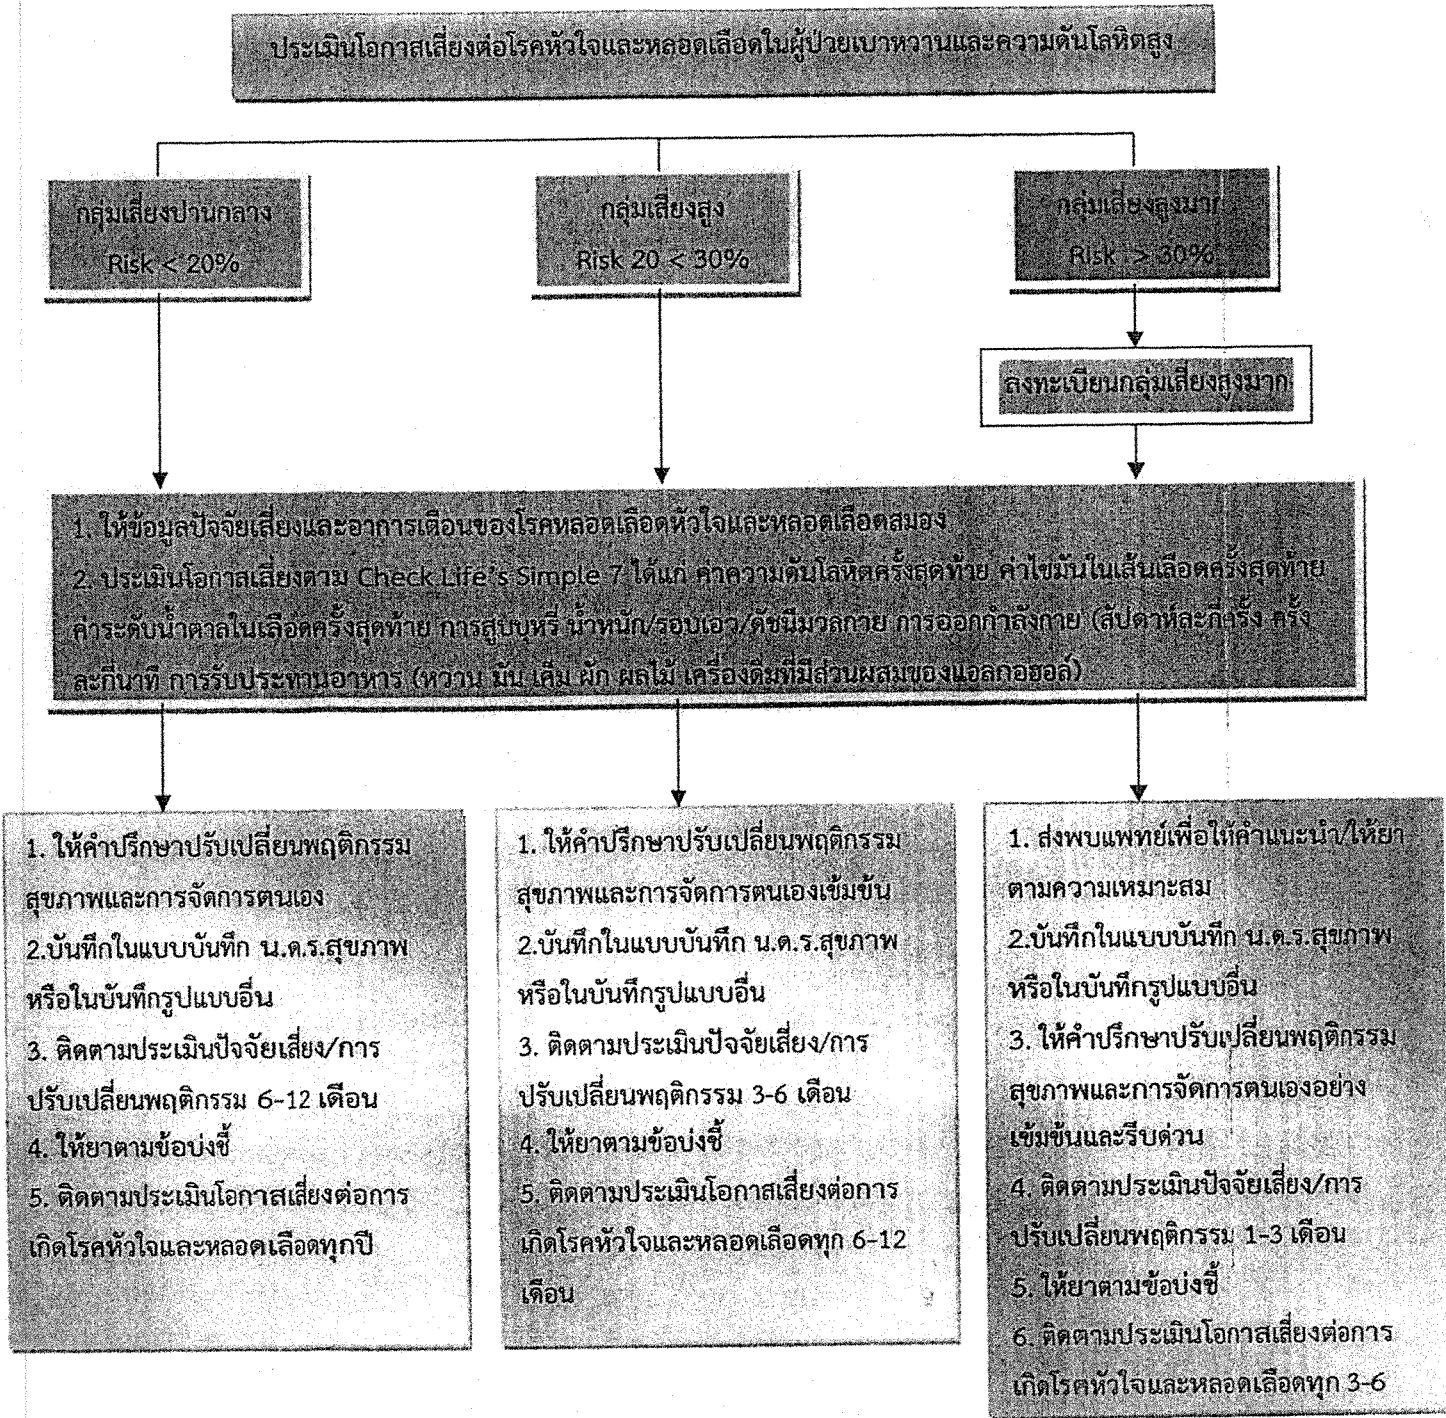 ประเมินโอกาสเสี่ยงต่อโรคหัวใจและหลอดเลือดในผู้ป่วยเบาหวานและความดันโลหิตสูง
กลุ่มเสี่ยงปานกลาง
Risk < 20%
กลุ่มเสี่ยงสูง
Risk 20 < 30%
กลุ่มเสี่ยงสูงมาก
Risk > 30%
ลงทะเบียนกลุ่มเสี่ยงสูงมาก
1. ให้ข้อมูลปัจจัยเสี่ยงและอาการเตือนของโรคหลอดเลือดหัวใจและหลอดเลือดสมอง
2. ประเมินโอกาสเสี่ยงตาม Check Life's Simple 7 ได้แก่ ค่าความดันโลหิตครั้งสุดท้าย ค่าไขมันในเส้นเลือดครั้งสุดท้าย
ค่าระดับน้ำตาลในเลือดครั้งสุดท้าย การสูบบุหรี่ น้ำหนัก/รอบเอว/ดัชนีมวลกาย การออกกำลังกาย (สัปดาห์ละกี่ครั้ง ครั้ง
ละกี่นาที การรับประทานอาหาร (หวาน มัน เค็ม ผัก ผลไม้ เครื่องดื่มที่มีส่วนผสมของแอลกอฮอล์)
1. ให้คำปรึกษาปรับเปลี่ยนพฤติกรรม
สุขภาพและการจัดการตนเอง
2.บันทึกในแบบบันทึก น.ด.ร.สุขภาพ
หรือในบันทึกรูปแบบอื่น
3. ติดตามประเมินปัจจัยเสี่ยง/การ
ปรับเปลี่ยนพฤติกรรม 6-12 เดือน
4. ให้ยาตามข้อบ่งชี้
5. ติดตามประเมินโอกาสเสี่ยงต่อการ
เกิดโรคหัวใจและหลอดเลือดทุกปี
1. ให้คำปรึกษาปรับเปลี่ยนพฤติกรรม
สุขภาพและการจัดการตนเองเข้มข้น
2.บันทึกในแบบบันทึก น.ด.ร.สุขภาพ
หรือในบันทึกรูปแบบอื่น
3. ติดตามประเมินปัจจัยเสี่ยง/การ
ปรับเปลี่ยนพฤติกรรม 3-6 เดือน
4. ให้ยาตามข้อบ่งชี้
5. ติดตามประเมินโอกาสเสี่ยงต่อการ
เกิดโรคหัวใจและหลอดเลือดทุก 6-12
เดือน
1. ส่งพบแพทย์เพื่อให้คำแนะนำ/ให้ยา
ตามความเหมาะสม
2.บันทึกในแบบบันทึก น.ด.ร.สุขภาพ
หรือในบันทึกรูปแบบอื่น
3. ให้คำปรึกษาปรับเปลี่ยนพฤติกรรม
สุขภาพและการจัดการตนเองอย่าง
เข้มข้นและรีบด่วน
4. ติดตามประเมินปัจจัยเสี่ยง/การ
ปรับเปลี่ยนพฤติกรรม 1-3 เดือน
5. ให้ยาตามข้อบ่งชี้
6. ติดตามประเมินโอกาสเสี่ยงต่อการ
เกิดโรคหัวใจและหลอดเลือดทุก 3-6